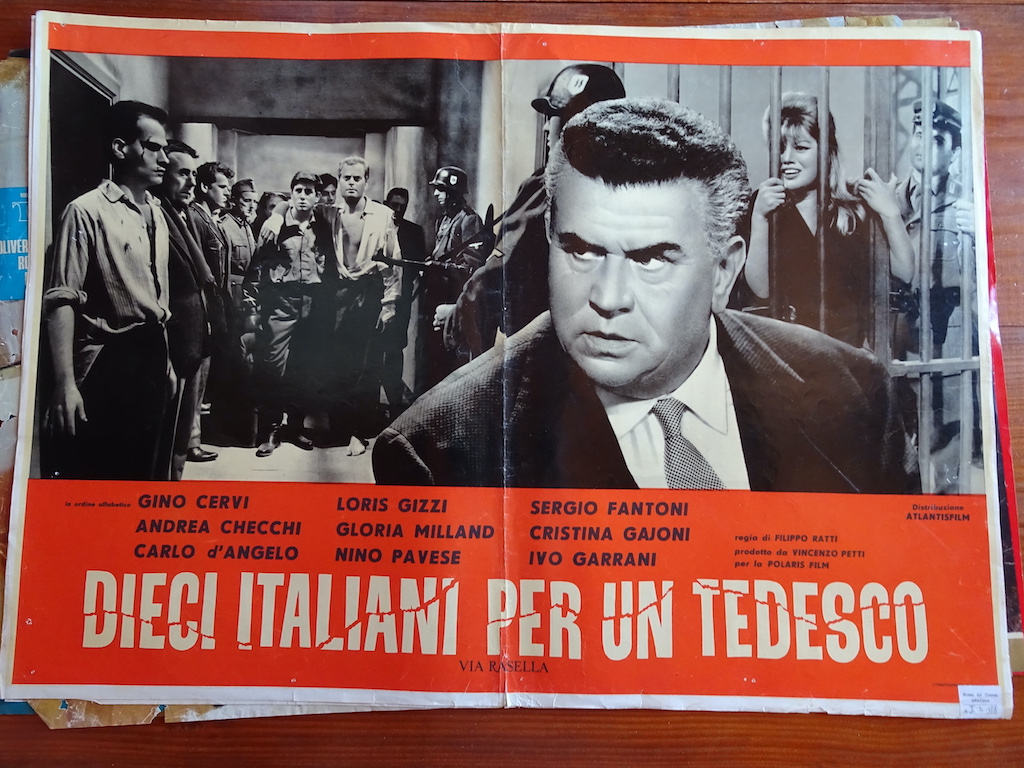 in ordine alfabetico
GINO CERVI
ANDREA CHECCHI
CARLO d'ANGELO
LORIS GIZZI
GLORIA MILLAND
NINO PAVESE
SERGIO FANTONI
CRISTINA GAJONI
IVO GARRANI
regia di FILIPPO RATTI
prodotto da VINCENZO PETTI
per la POLARIS FILM
Distribuzione
ATLANTISFILM
DIECI ITALIANI PER UN TEDESCO
VIA RASELLA
OLIVER